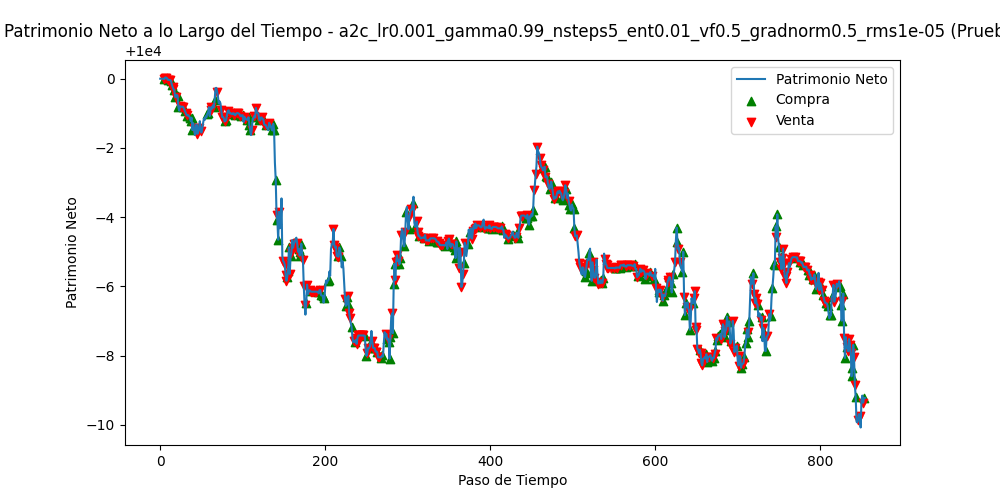 Patrimonio Neto a lo Largo del Tiempo - a2c_lr0.001_gamma0.99_nsteps5_ent0.01_vf0.5_gradnorm0.5_rms1e-05 (Prueb
+1e4
Patrimonio Neto
Compra
Venta
0
−2
−4
−6
−8
−10
Patrimonio Neto
0
200
400
600
800
Paso de Tiempo